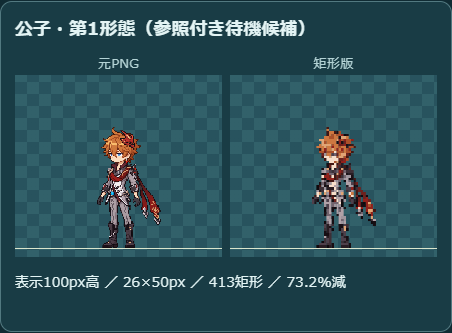 公子・第1形態（参照付き待機候補）
元PNG
矩形版
表示100px高 ／ 26×50px ／ 413矩形 ／ 73.2%減